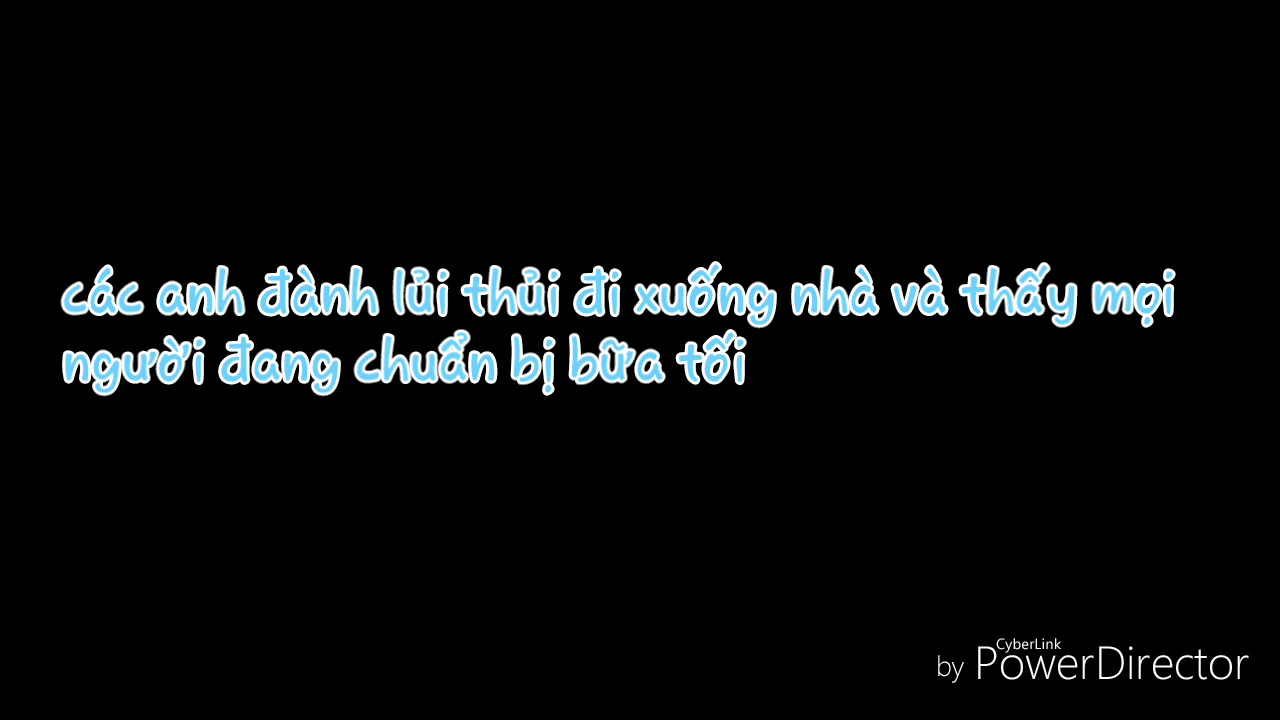 các anh đành lủi thủi đi xuống nhà và thấy mọi
người đang chuẩn bị bữa tối
CyberLink
by PowerDirector